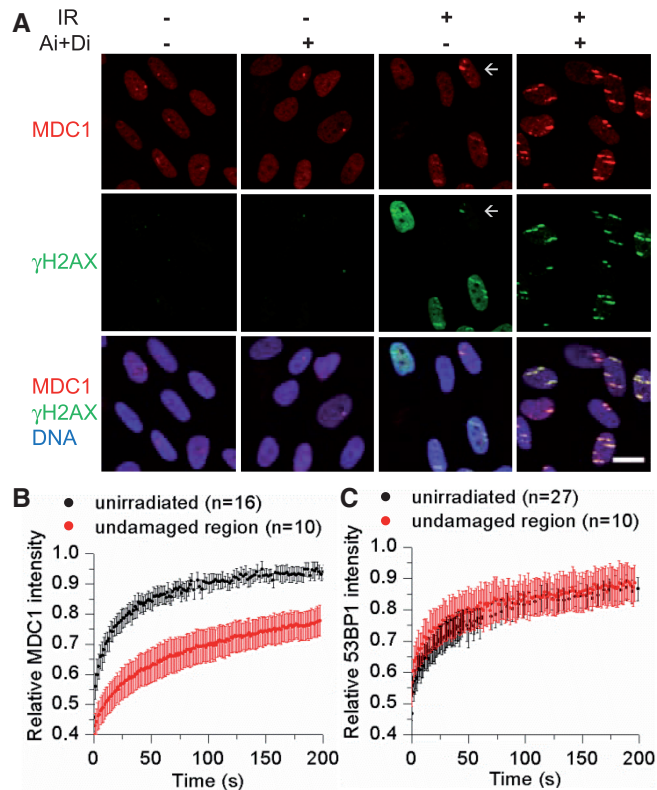 A
IR - - + +
Ai+Di - + - +
MDC1
γH2AX
MDC1
γH2AX
DNA
B
unirradiated (n=16)
undamaged region (n=10)
Relative MDC1 intensity
1.0
0.9
0.8
0.7
0.6
0.5
0.4
0 50 100 150 200
Time (s)
C
unirradiated (n=27)
undamaged region (n=10)
Relative 53BP1 intensity
1.0
0.9
0.8
0.7
0.6
0.5
0.4
0 50 100 150 200
Time (s)